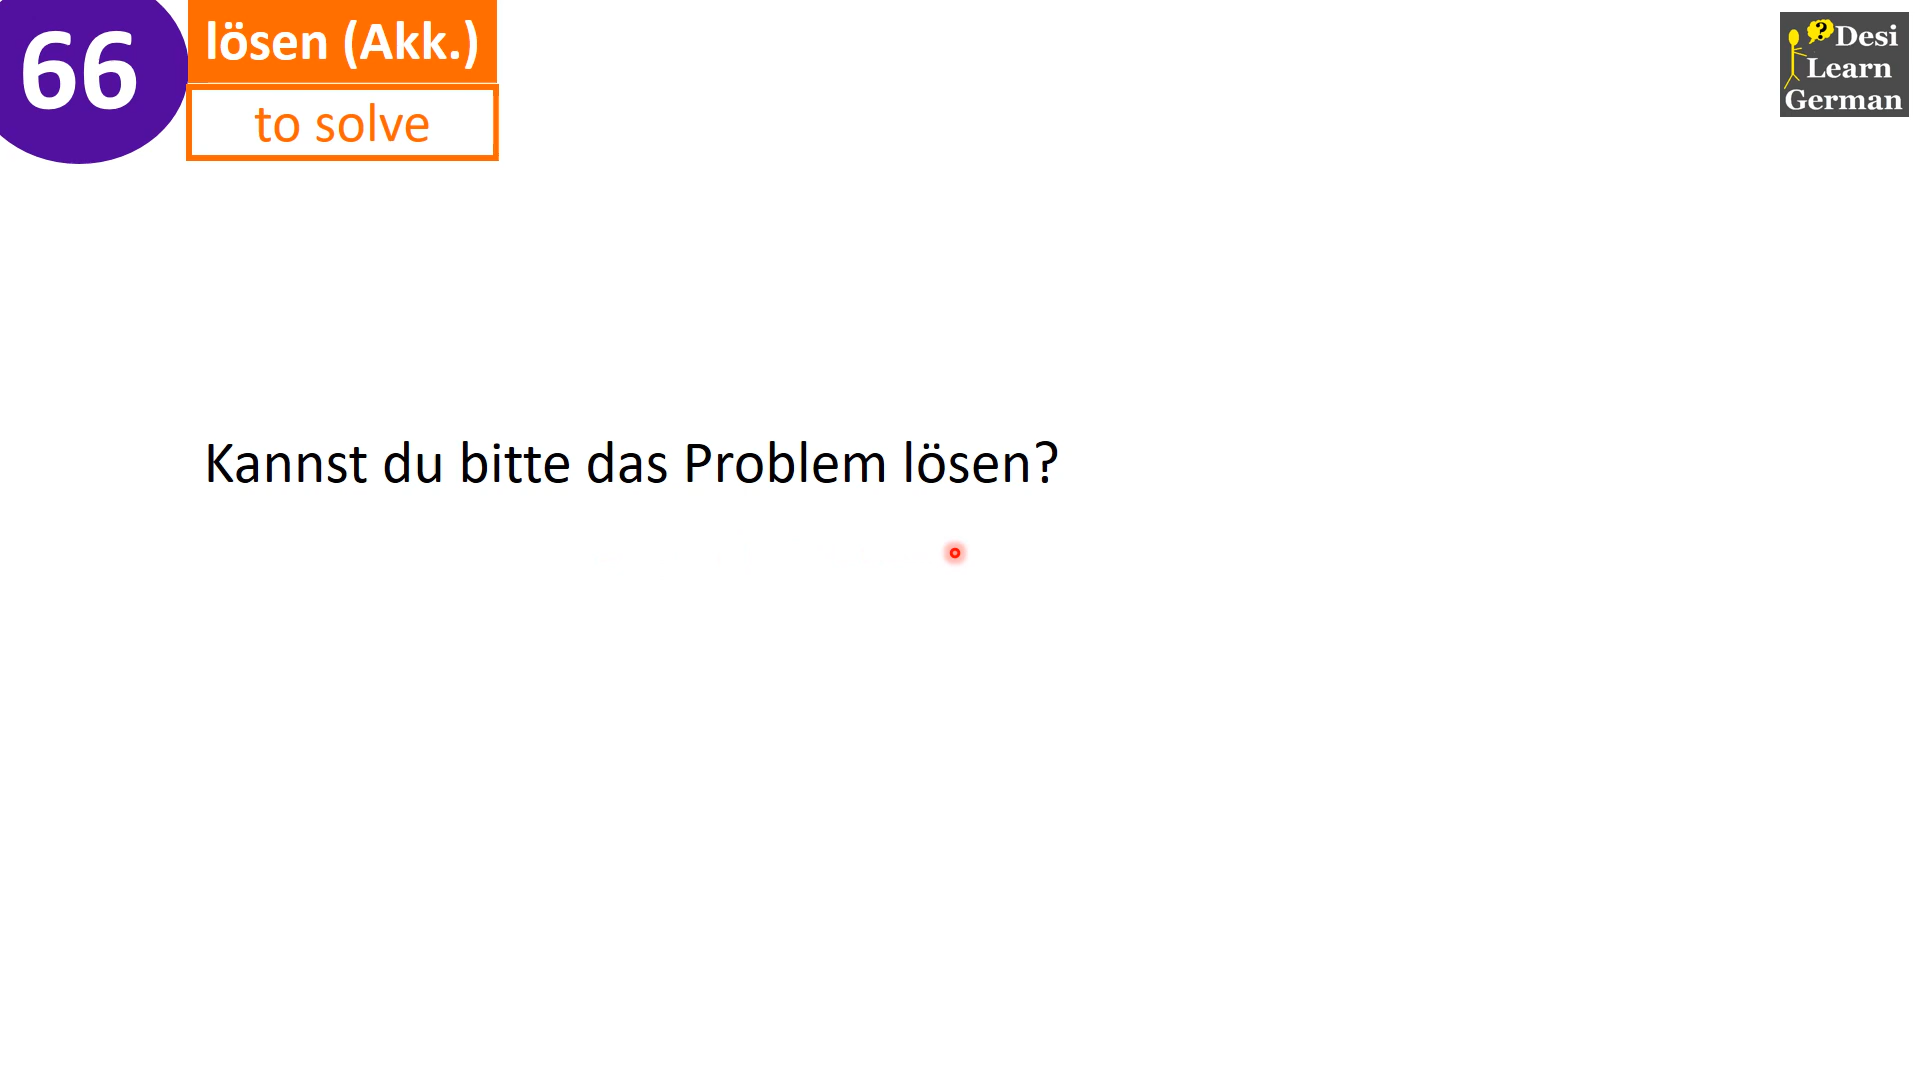 66
lösen (Akk.)
to solve
? Desi
Learn
German
Kannst du bitte das Problem lösen?